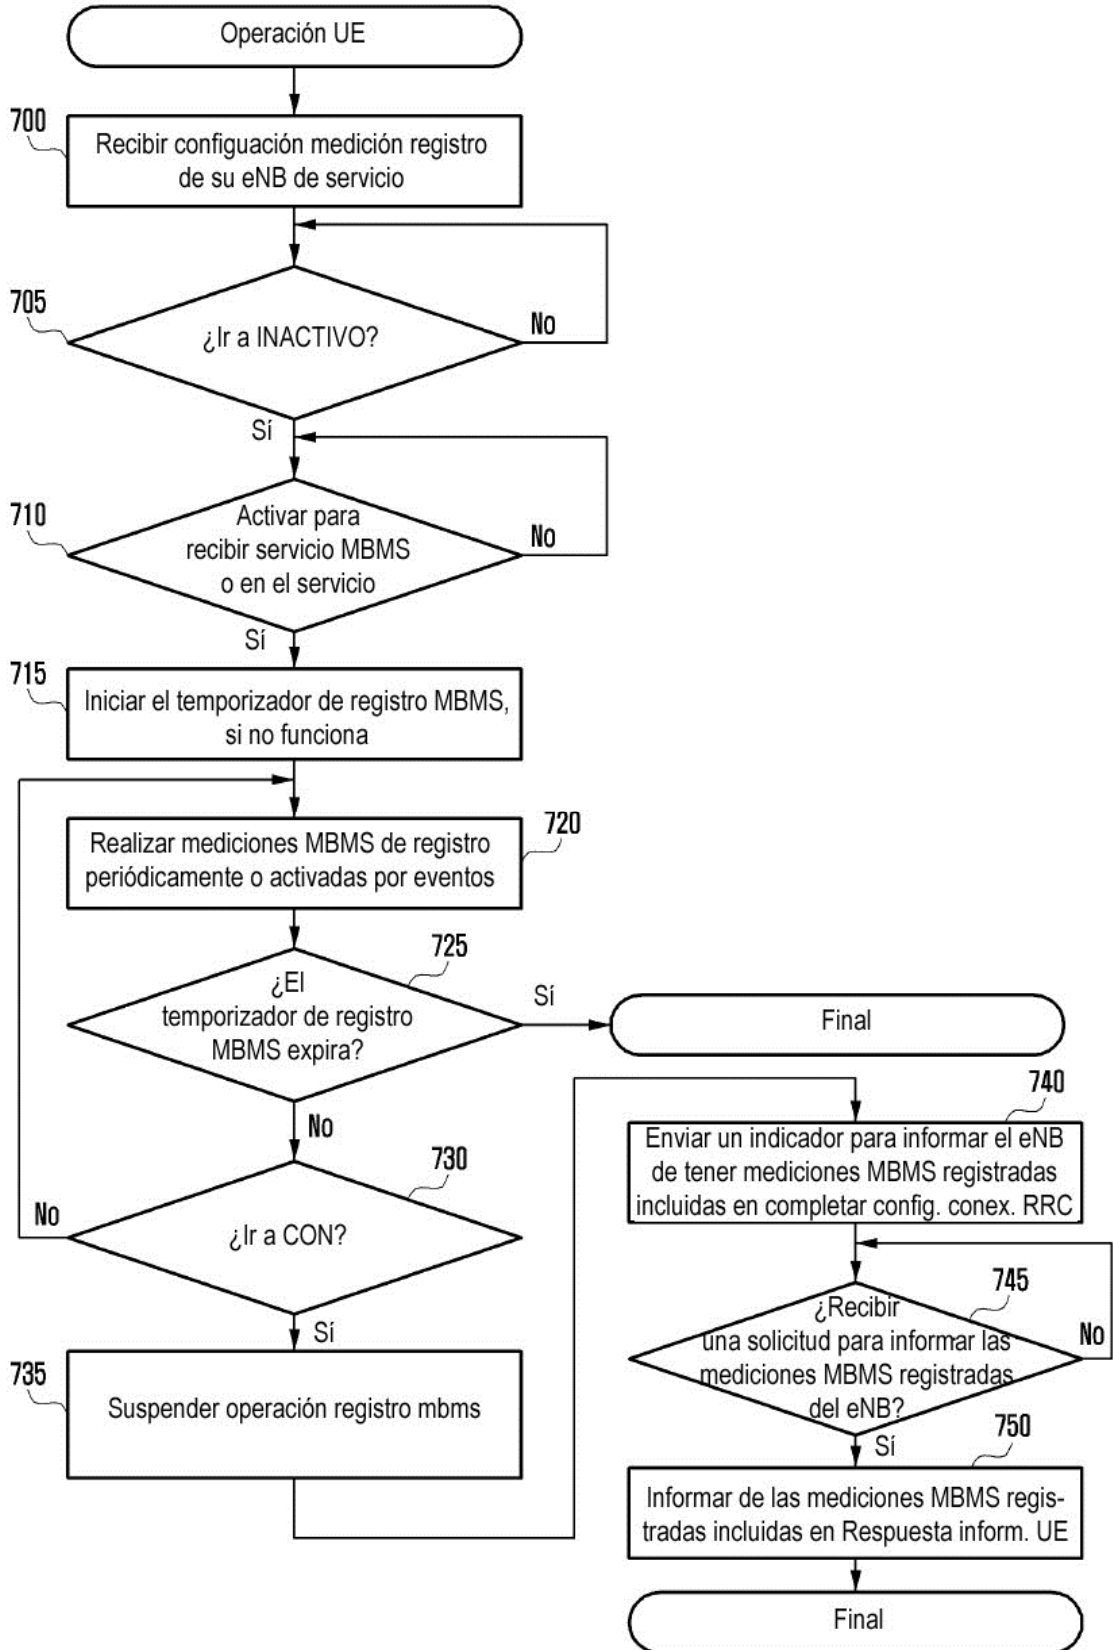 Operación UE
700
Recibir configuación medición registro
de su eNB de servicio
705
¿Ir a INACTIVO?
No
Sí
710
Activar para
recibir servicio MBMS
o en el servicio
No
Sí
715
Iniciar el temporizador de registro MBMS,
si no funciona
720
Realizar mediciones MBMS de registro
periódicamente o activadas por eventos
725
¿El
temporizador de registro
MBMS expira?
Sí
Final
No
730
¿Ir a CON?
No
Sí
735
Suspender operación registro mbms
740
Enviar un indicador para informar el eNB
de tener mediciones MBMS registradas
incluidas en completar config. conex. RRC
745
¿Recibir
una solicitud para informar las
mediciones MBMS registradas
del eNB?
No
Sí
750
Informar de las mediciones MBMS regis-
tradas incluidas en Respuesta inform. UE
Final